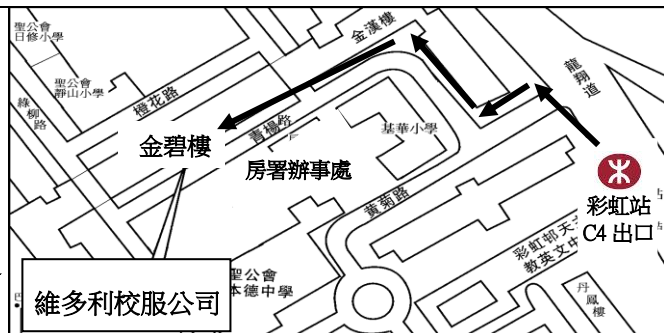 聖公會
日修小學
金漢樓
龍翔道
聖公會
靜山小學
橙花路
綠柳路
青楊路
基華小學
金碧樓
房署辦事處
彩虹站
C4 出口
黃菊路
彩虹邨天主
教英文中
聖公會
本德中學
丹鳳樓
維多利校服公司